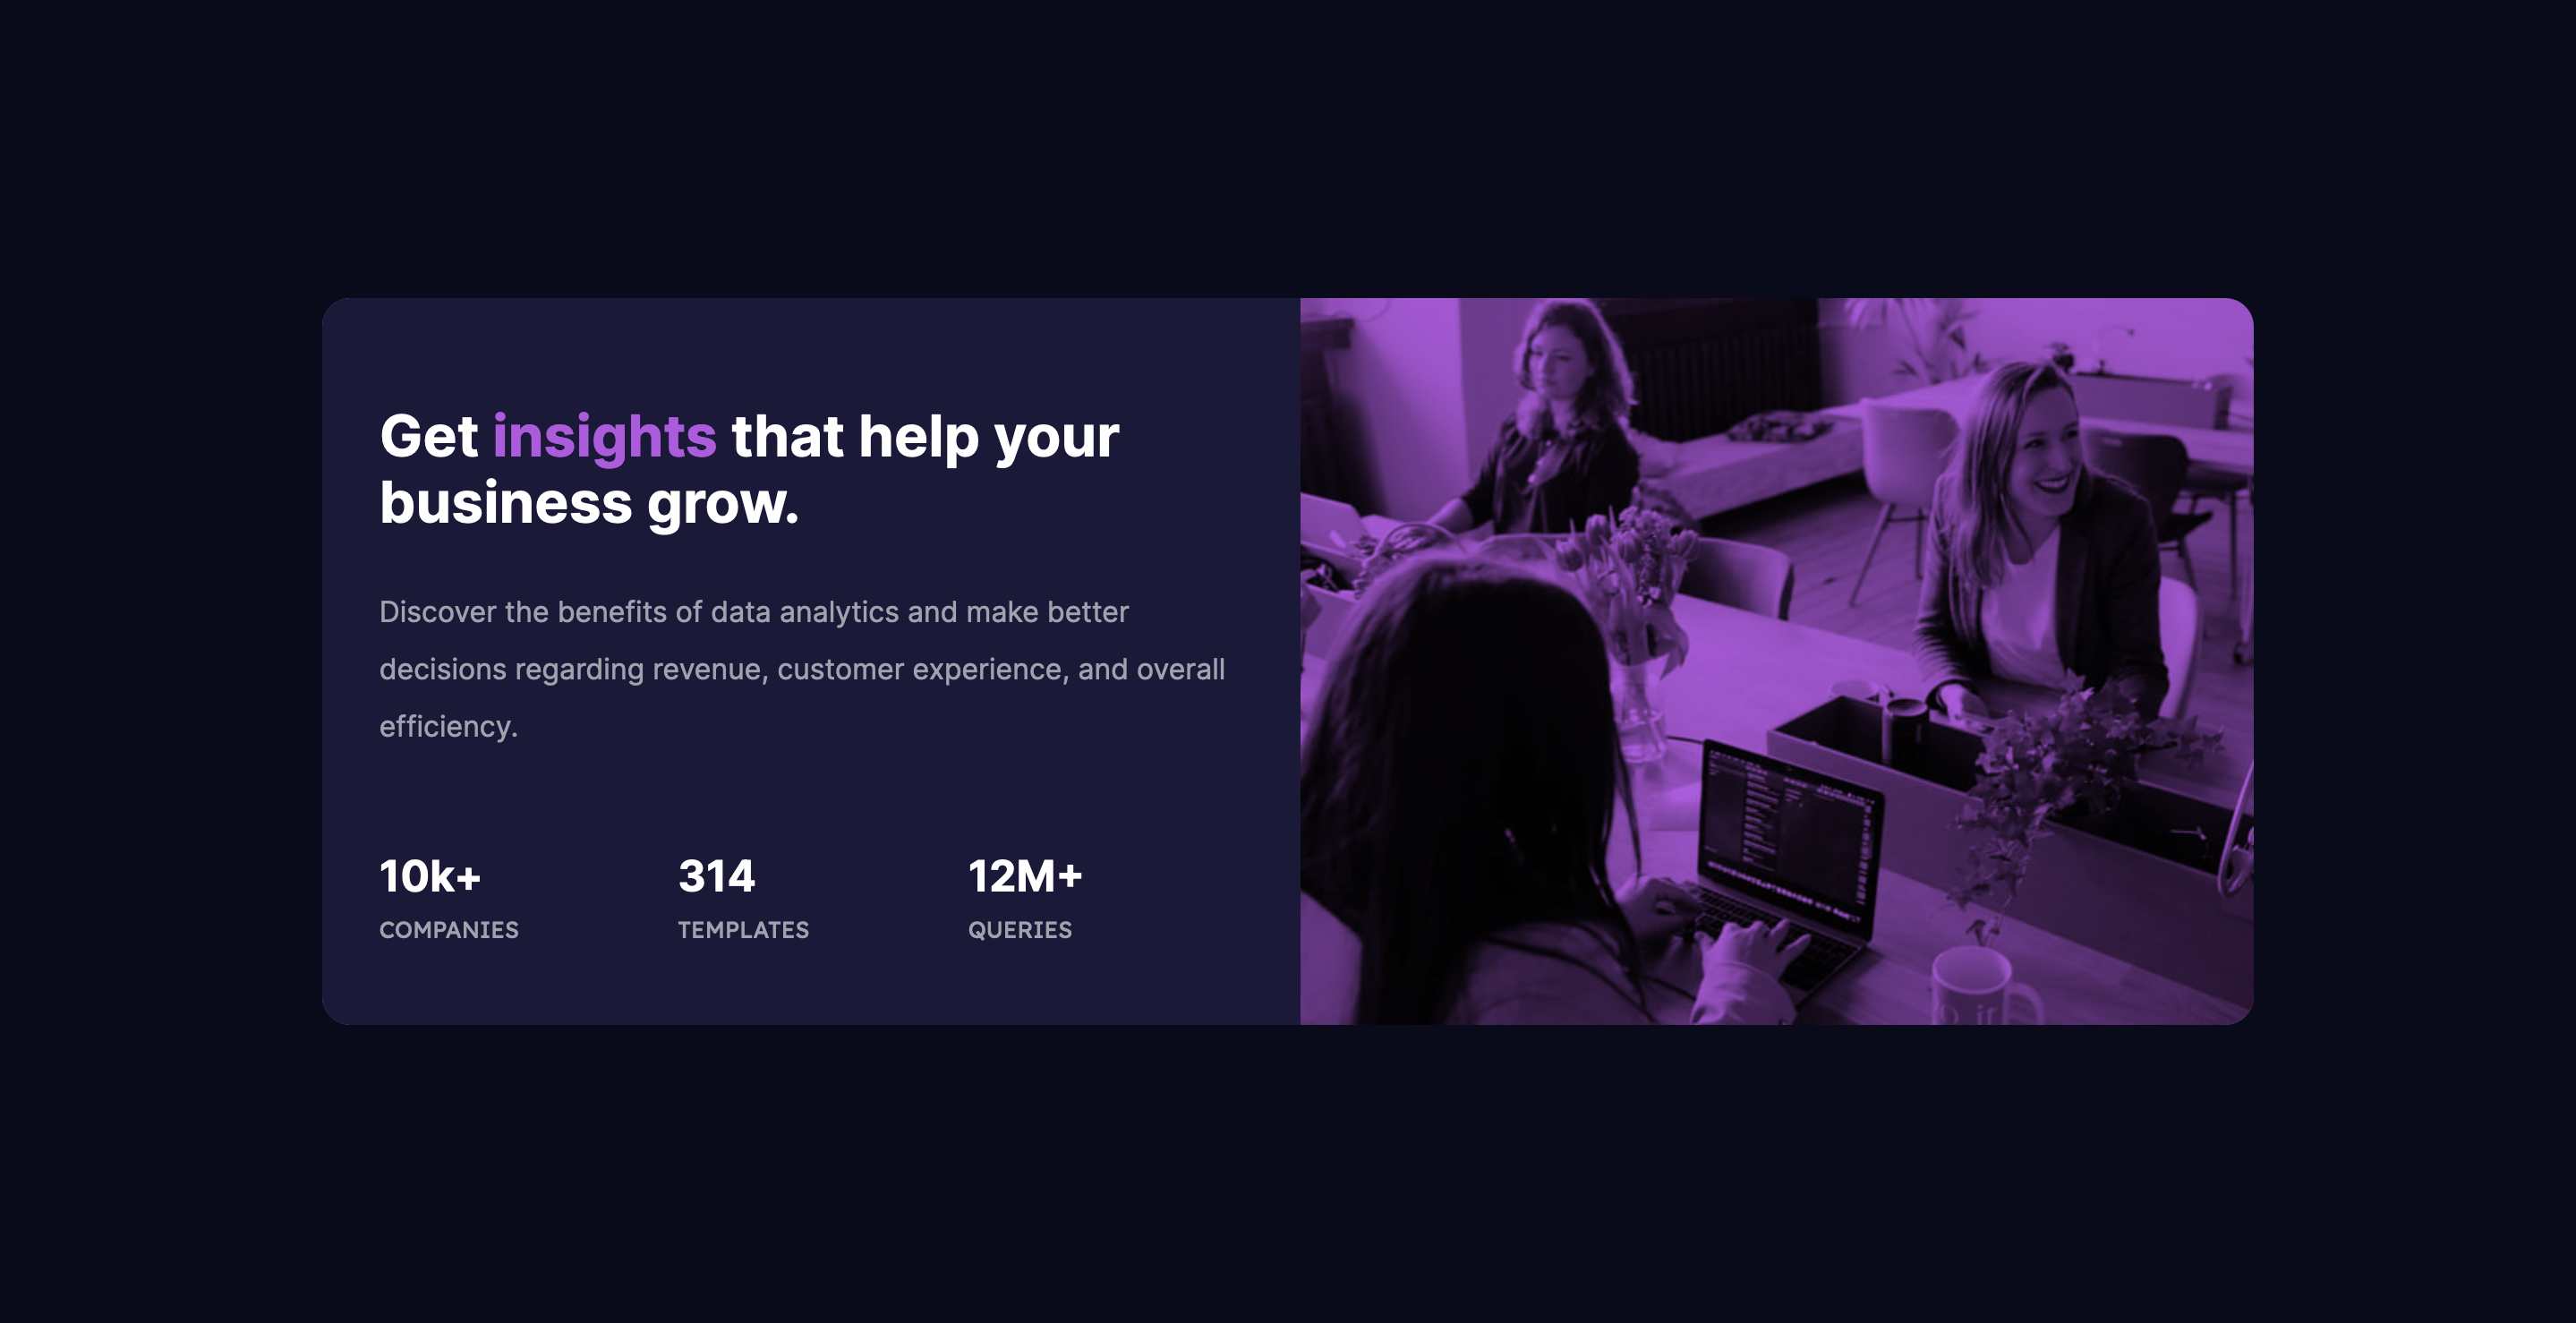 Get insights that help your
business grow.
Discover the benefits of data analytics and make better
decisions regarding revenue, customer experience, and overall
efficiency.
10k+
COMPANIES
314
TEMPLATES
12M+
QUERIES